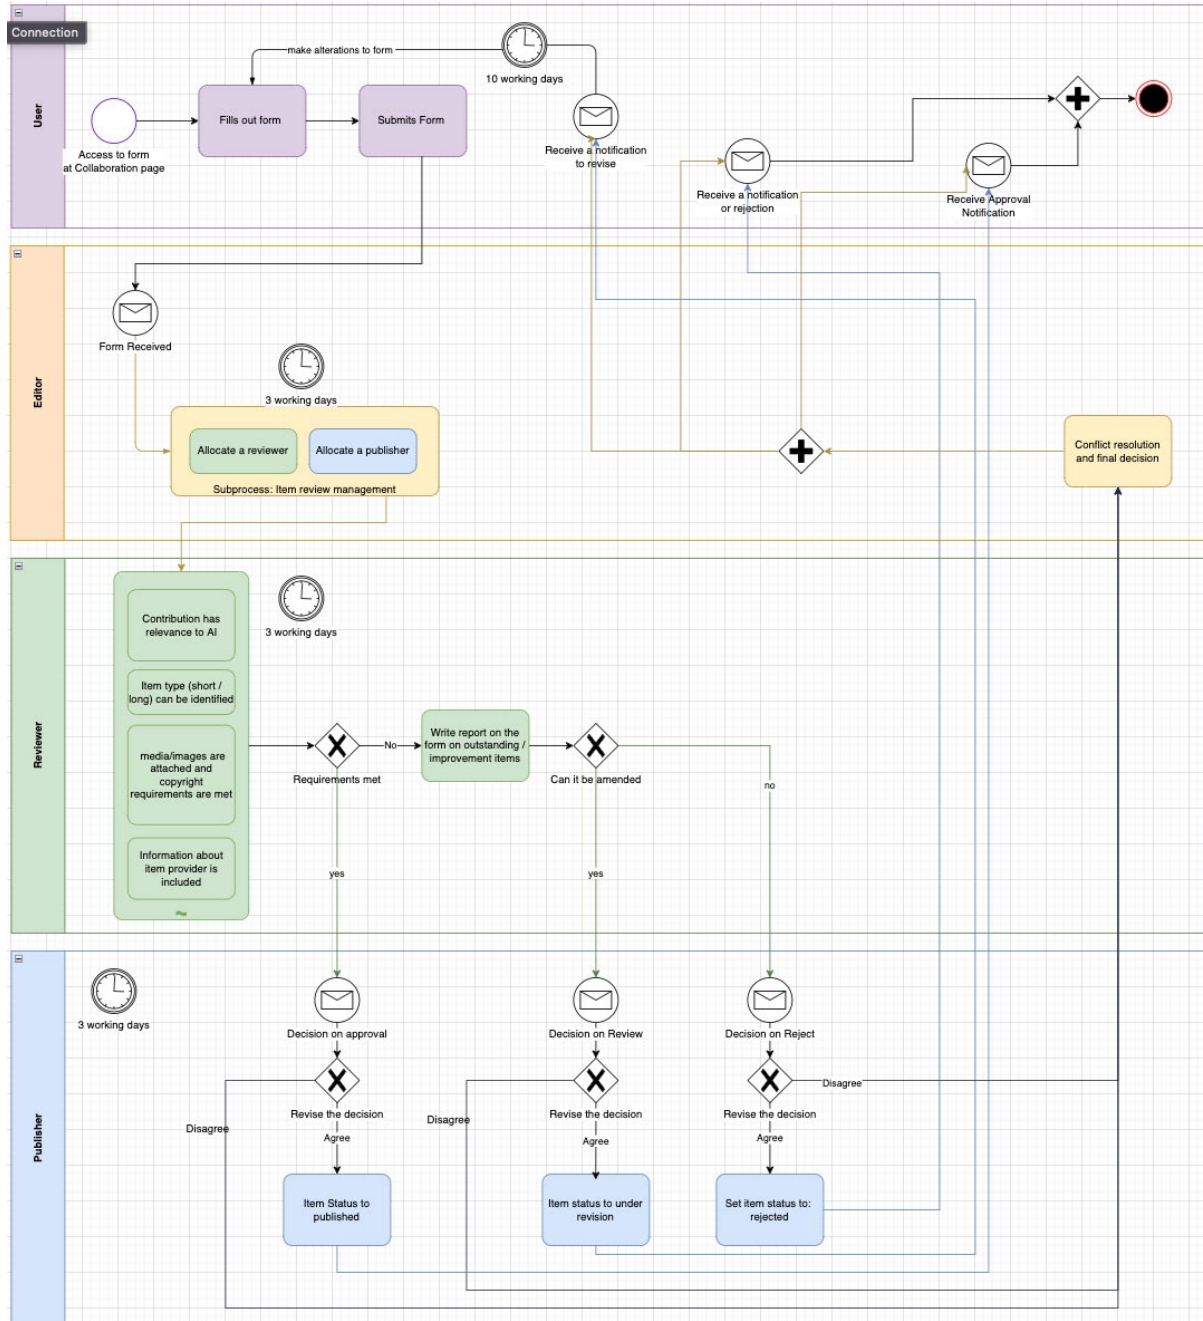 Connection
User
make alterations to form
10 working days
Fills out form
Submits Form
Access to form
at Collaboration page
Receive a notification
to revise
Receive a notification
or rejection
Receive Approval
Notification
Editor
Form Received
3 working days
Allocate a reviewer
Allocate a publisher
Subprocess: Item review management
Conflict resolution
and final decision
Reviewer
3 working days
Contribution has
relevance to AI
Item type (short /
long) can be identified
media/images are
attached and
copyright
requirements are met
Information about
item provider is
included
Requirements met
No
Write report on the
form on outstanding /
improvement items
Can it be amended
no
yes
yes
Publisher
3 working days
Decision on approval
Decision on Review
Decision on Reject
Revise the decision
Revise the decision
Revise the decision
Disagree
Disagree
Disagree
Agree
Agree
Agree
Item Status to
published
Item status to under
revision
Set item status to:
rejected